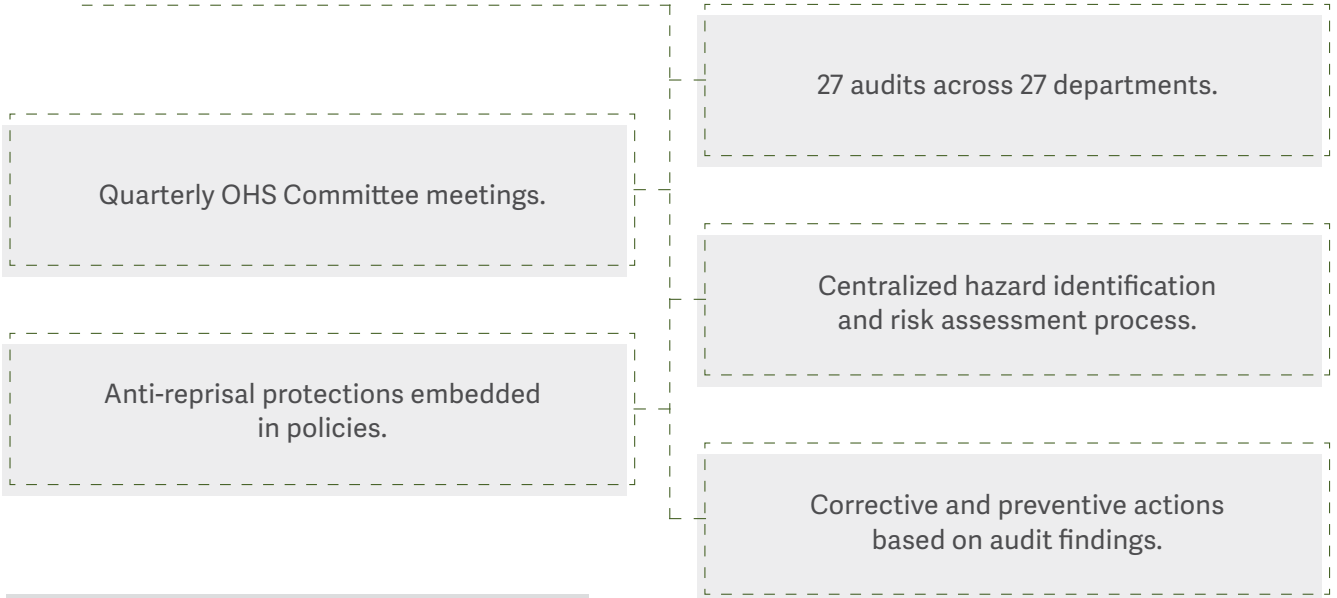 27 audits across 27 departments.
Quarterly OHS Committee meetings.
Centralized hazard identification
and risk assessment process.
Anti-reprisal protections embedded
in policies.
Corrective and preventive actions
based on audit findings.